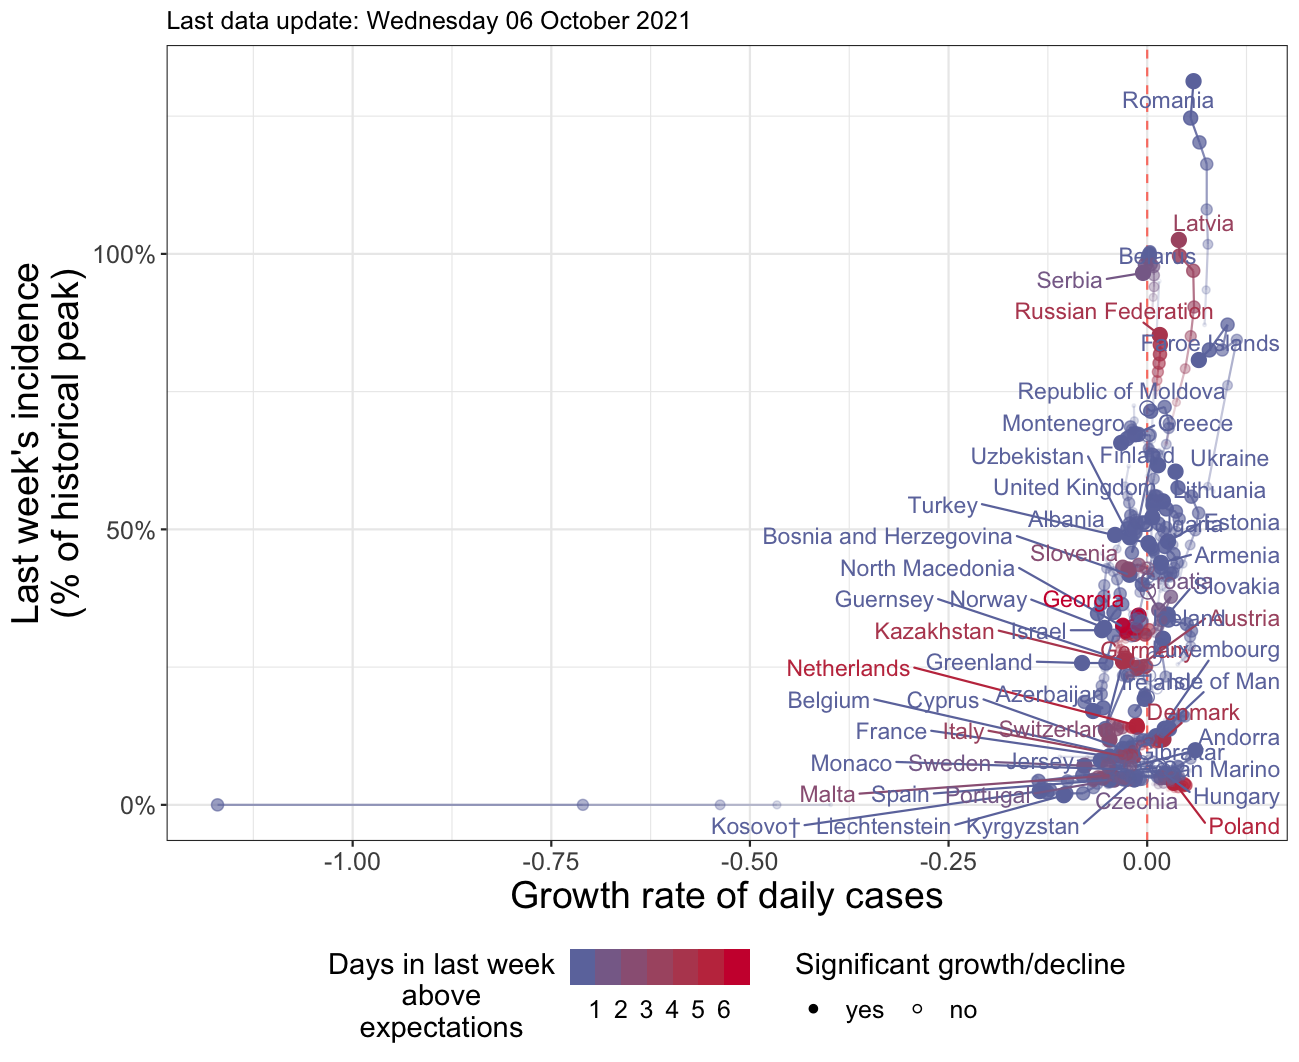 Last data update: Wednesday 06 October 2021
Last week's incidence
(% of historical peak)
100%
50%
0%
Romania
Latvia
Belarus
Serbia
Russian Federation
Faroe Islands
Republic of Moldova
Montenegro
Greece
Uzbekistan
Finland
Ukraine
United Kingdom
Lithuania
Turkey
Albania
Bulgaria
Estonia
Bosnia and Herzegovina
Slovenia
Armenia
North Macedonia
Croatia
Slovakia
Guernsey
Norway
Georgia
Kazakhstan
Israel
Austria
Germany
Luxembourg
Netherlands
Greenland
Azerbaijan
Ireland
Isle of Man
Belgium
Cyprus
Denmark
France
Italy
Switzerland
Andorra
Gibraltar
Monaco
Sweden
Jersey
San Marino
Malta
Spain
Portugal
Czechia
Hungary
Kosovo†
Liechtenstein
Kyrgyzstan
Poland
-1.00
-0.75
-0.50
-0.25
0.00
Growth rate of daily cases
Days in last week
above
expectations
1 2 3 4 5 6
Significant growth/decline
yes
no